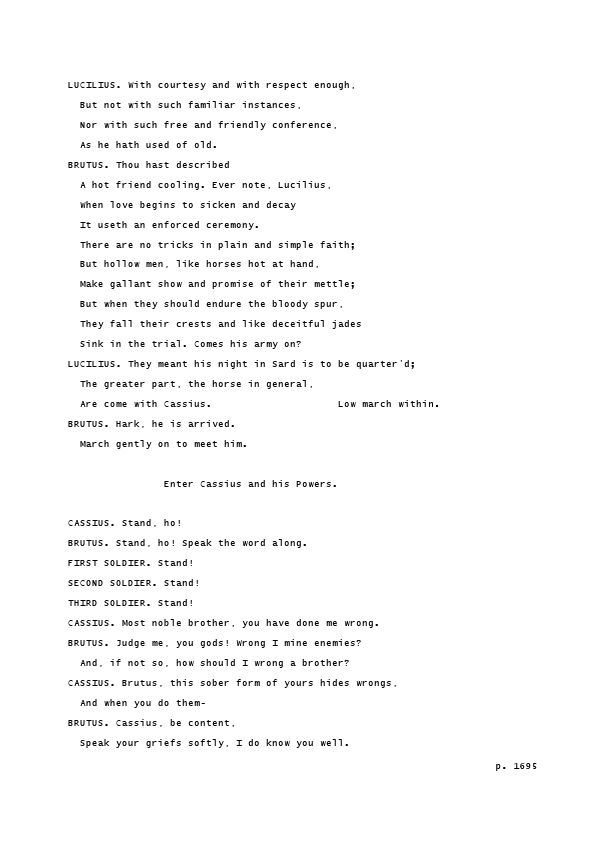 LUCILIUS. With courtesy and with respect enough,
But not with such familiar instances,
Nor with such free and friendly conference,
As he hath used of old.
BRUTUS. Thou hast described
A hot friend cooling. Ever note, Lucilius,
When love begins to sicken and decay
It useth an enforced ceremony.
There are no tricks in plain and simple faith;
But hollow men, like horses hot at hand,
Make gallant show and promise of their mettle;
But when they should endure the bloody spur,
They fall their crests and like deceitful jades
Sink in the trial. Comes his army on?
LUCILIUS. They meant his night in Sard is to be quarter'd;
The greater part, the horse in general,
Are come with Cassius. Low march within.
BRUTUS. Hark, he is arrived.
March gently on to meet him.
Enter Cassius and his Powers.
CASSIUS. Stand, ho!
BRUTUS. Stand, ho! Speak the word along.
FIRST SOLDIER. Stand!
SECOND SOLDIER. Stand!
THIRD SOLDIER. Stand!
CASSIUS. Most noble brother, you have done me wrong.
BRUTUS. Judge me, you gods! Wrong I mine enemies?
And, if not so, how should I wrong a brother?
CASSIUS. Brutus, this sober form of yours hides wrongs,
And when you do them-
BRUTUS. Cassius, be content,
Speak your griefs softly, I do know you well.
p. 1695